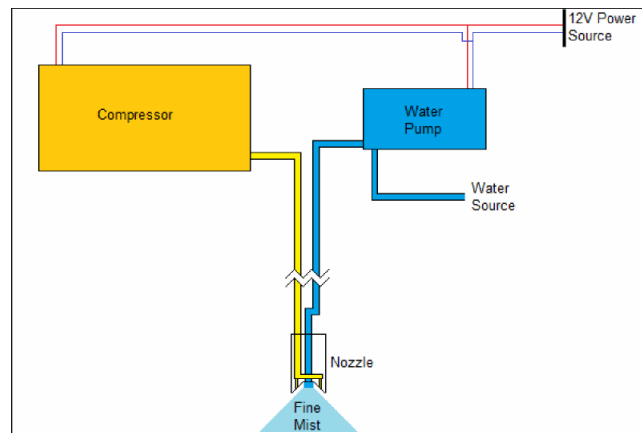 12V Power
Source
Compressor
Water
Pump
Water
Source
Nozzle
Fine
Mist